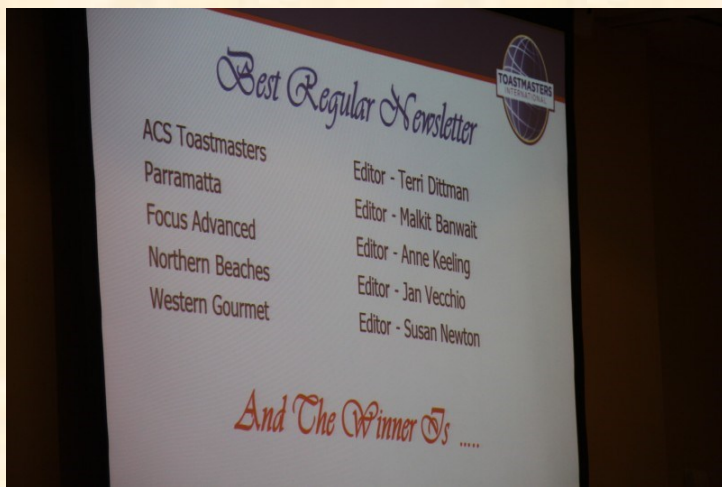 TOASTMASTERS
INTERNATIONAL
Best Regular Newsletter
ACS Toastmasters Editor - Terri Dittman
Parramatta Editor - Malkit Banwait
Focus Advanced Editor - Anne Keeling
Northern Beaches Editor - Jan Vecchio
Western Gourmet Editor - Susan Newton
And The Winner Is .....